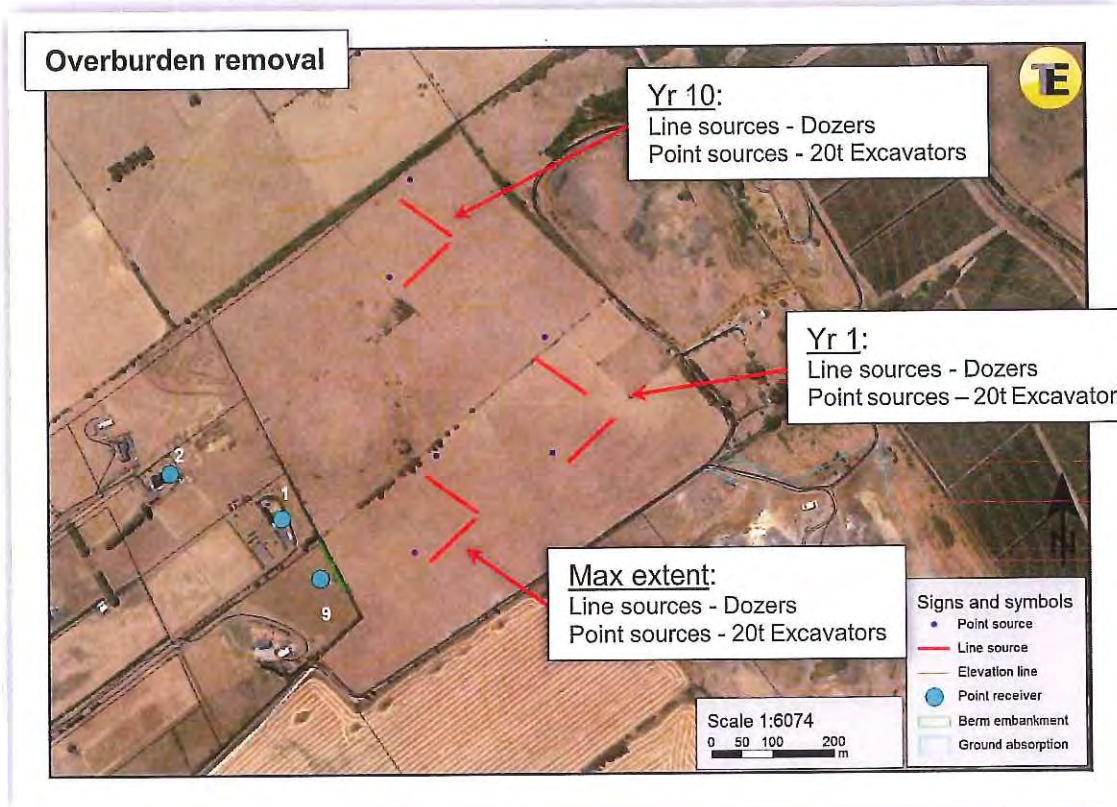 Overburden removal
TE
Yr 10:
Line sources - Dozers
Point sources - 20t Excavators
Yr 1:
Line sources - Dozers
Point sources – 20t Excavator
2
1
9
Max extent:
Line sources - Dozers
Point sources - 20t Excavators
N
Signs and symbols
Point source
Line source
Elevation line
Point receiver
Berm embankment
Ground absorption
Scale 1:6074
0 50 100 200
m